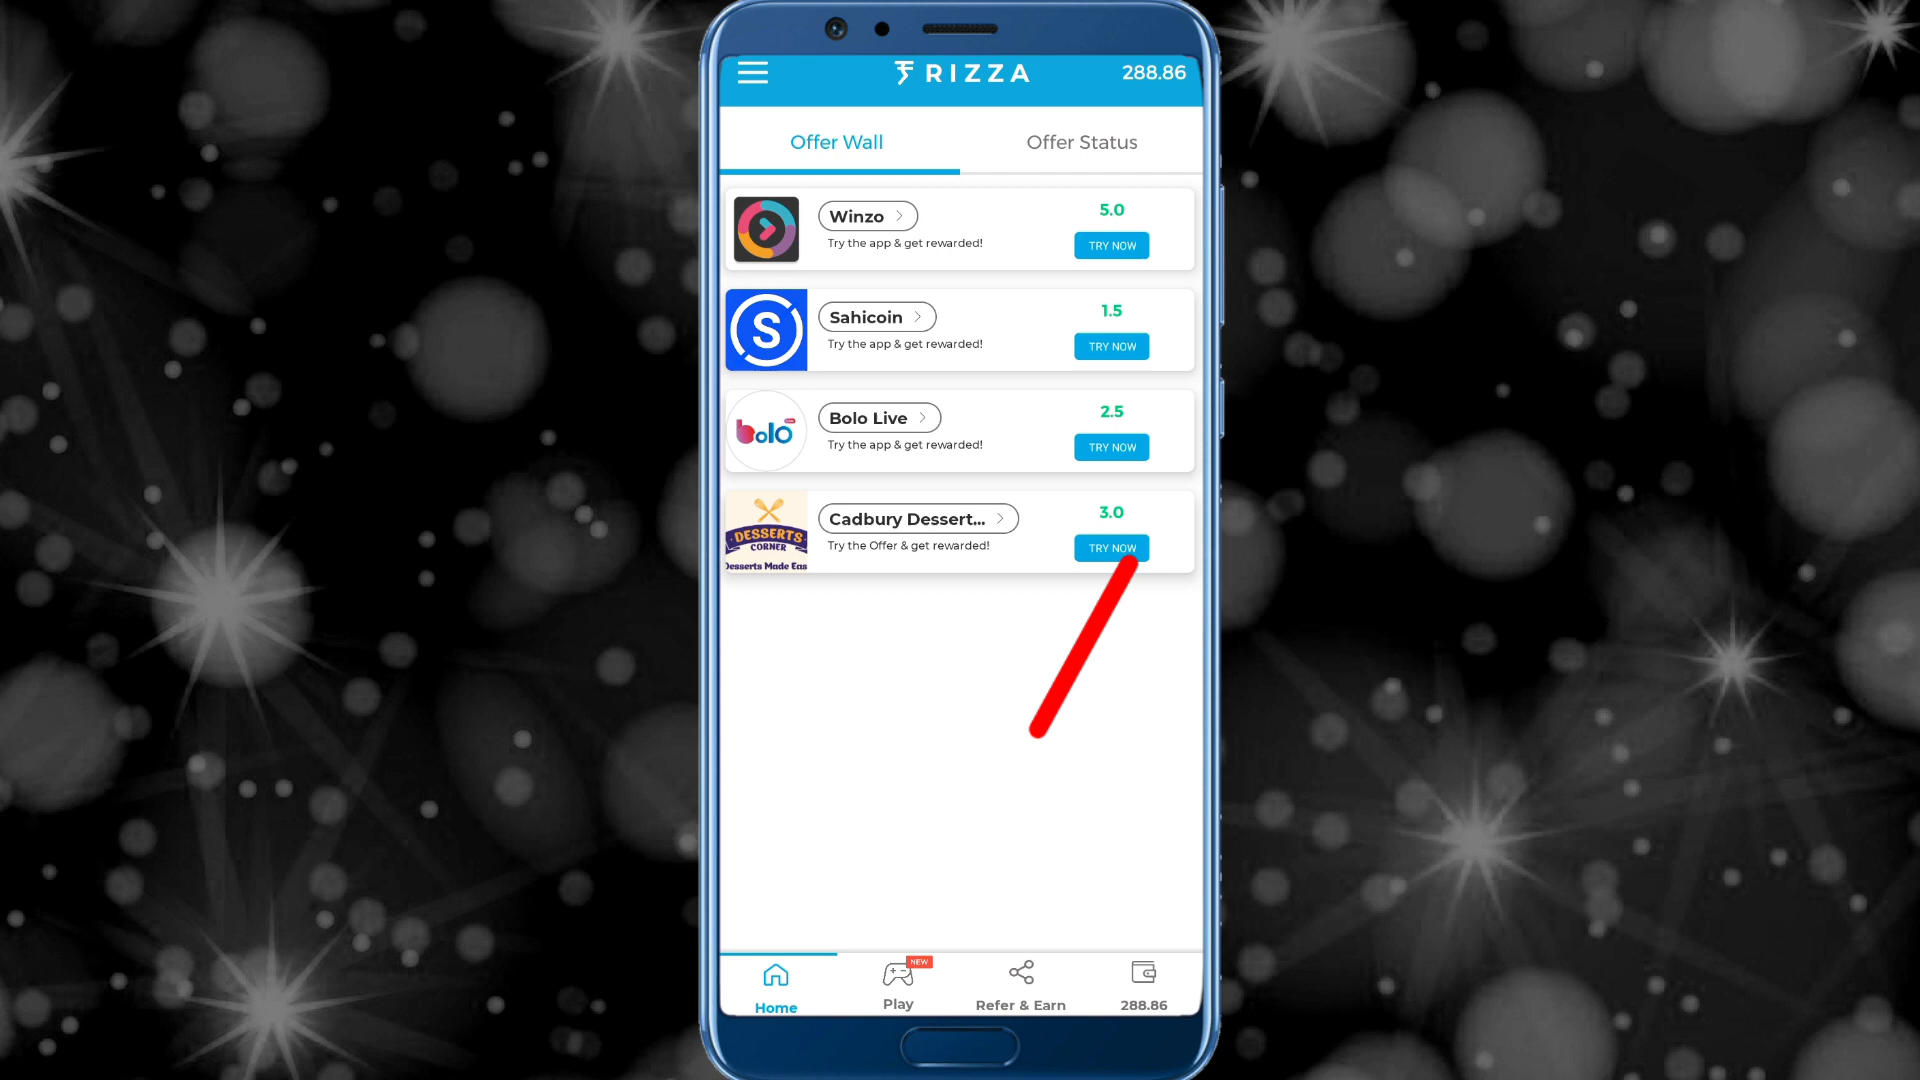 RIZZA
288.86
Offer Wall
Offer Status
Winzo
Try the app & get rewarded!
5.0
TRY NOW
S
Sahicoin
Try the app & get rewarded!
1.5
TRY NOW
bolo
Bolo Live
Try the app & get rewarded!
2.5
TRY NOW
DESSERTS
CORNER
Desserts Made Eas
Cadbury Dessert...
Try the Offer & get rewarded!
3.0
TRY NOW
Home
NEW
Play
Refer & Earn
288.86